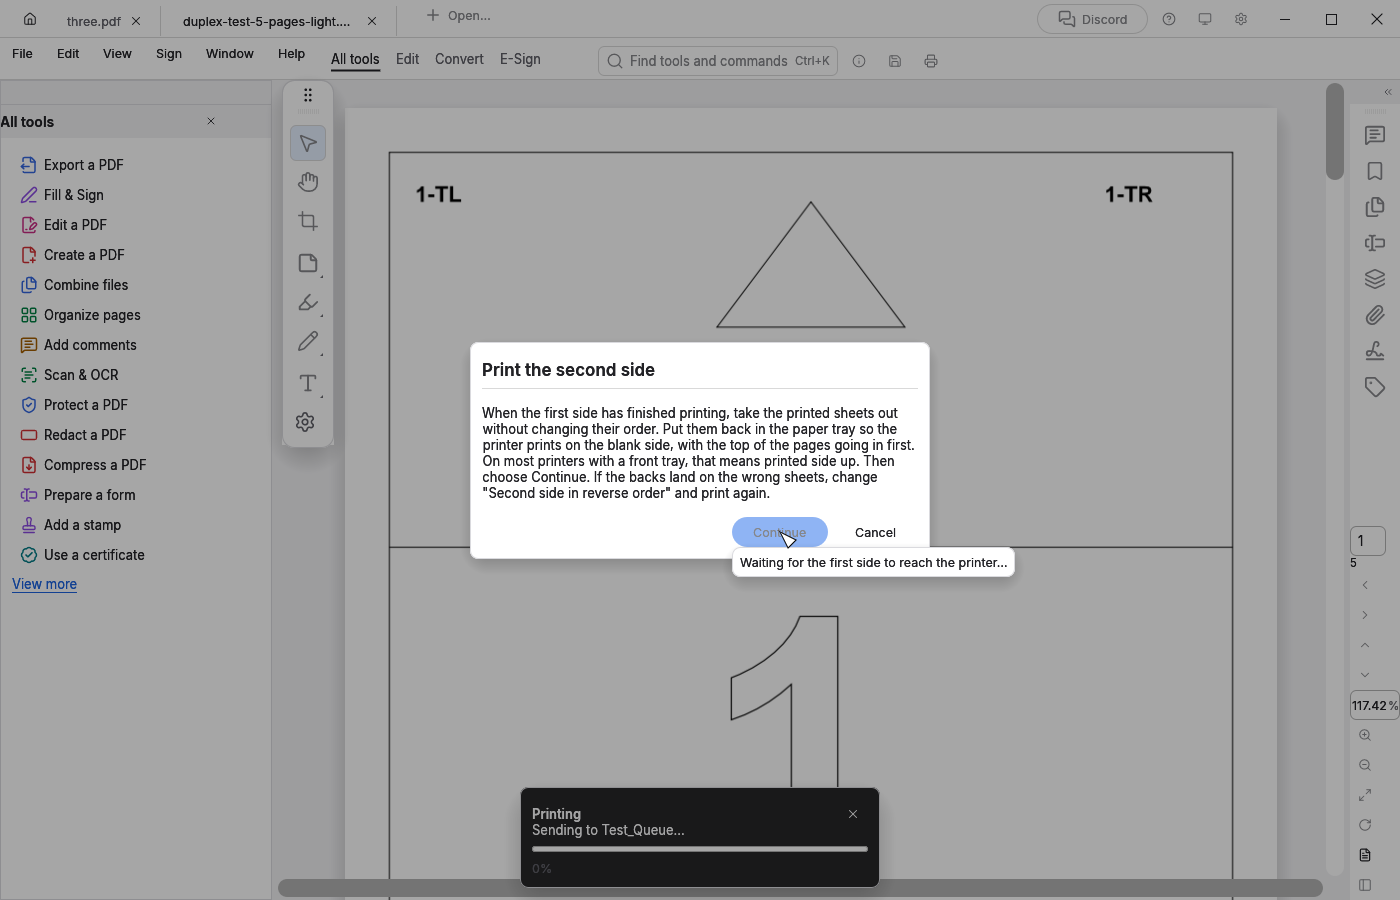 three.pdf
duplex-test-5-pages-light....
Open...
Discord
File
Edit
View
Sign
Window
Help
All tools
Edit
Convert
E-Sign
Find tools and commands
Ctrl+K
All tools
Export a PDF
Fill & Sign
Edit a PDF
Create a PDF
Combine files
Organize pages
Add comments
Scan & OCR
Protect a PDF
Redact a PDF
Compress a PDF
Prepare a form
Add a stamp
Use a certificate
View more
1-TL
1-TR
Print the second side
When the first side has finished printing, take the printed sheets out
without changing their order. Put them back in the paper tray so the
printer prints on the blank side, with the top of the pages going in first.
On most printers with a front tray, that means printed side up. Then
choose Continue. If the backs land on the wrong sheets, change
"Second side in reverse order" and print again.
Continue
Cancel
Waiting for the first side to reach the printer...
1
Printing
Sending to Test_Queue...
0%
1
5
117.42%